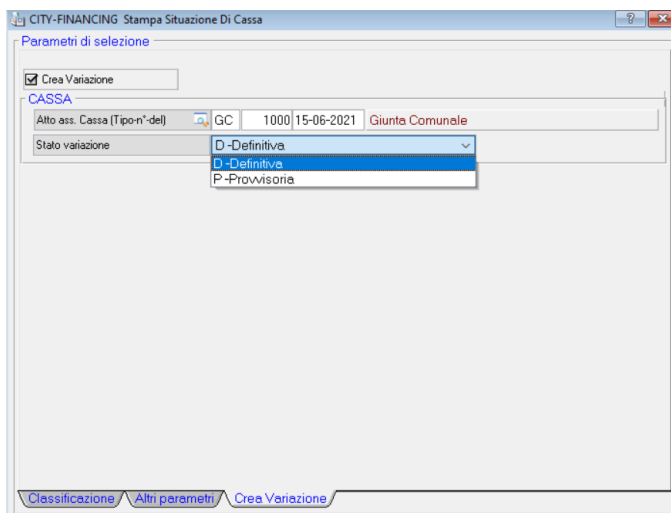 CITY-FINANCING Stampa Situazione Di Cassa
Parametri di selezione
Crea Variazione
CASSA
Atto ass. Cassa (Tipo-n°-del) GC 1000 15-06-2021 Giunta Comunale
Stato variazione D -Definitiva
D -Definitiva
P -Provvisoria
Classificazione Altri parametri Crea Variazione